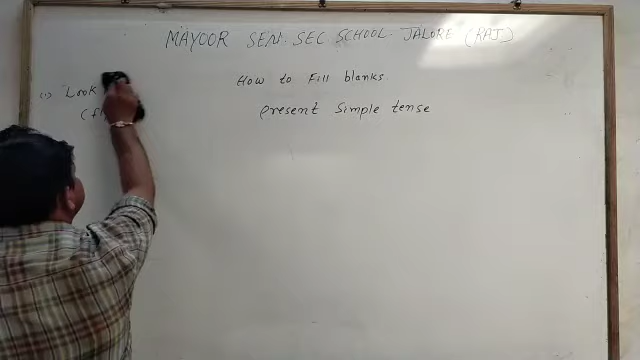 MAYOOR SEN. SEC. SCHOOL. JALORE (RAJ)
How to Fill blanks.
Present Simple tense
(1) Look